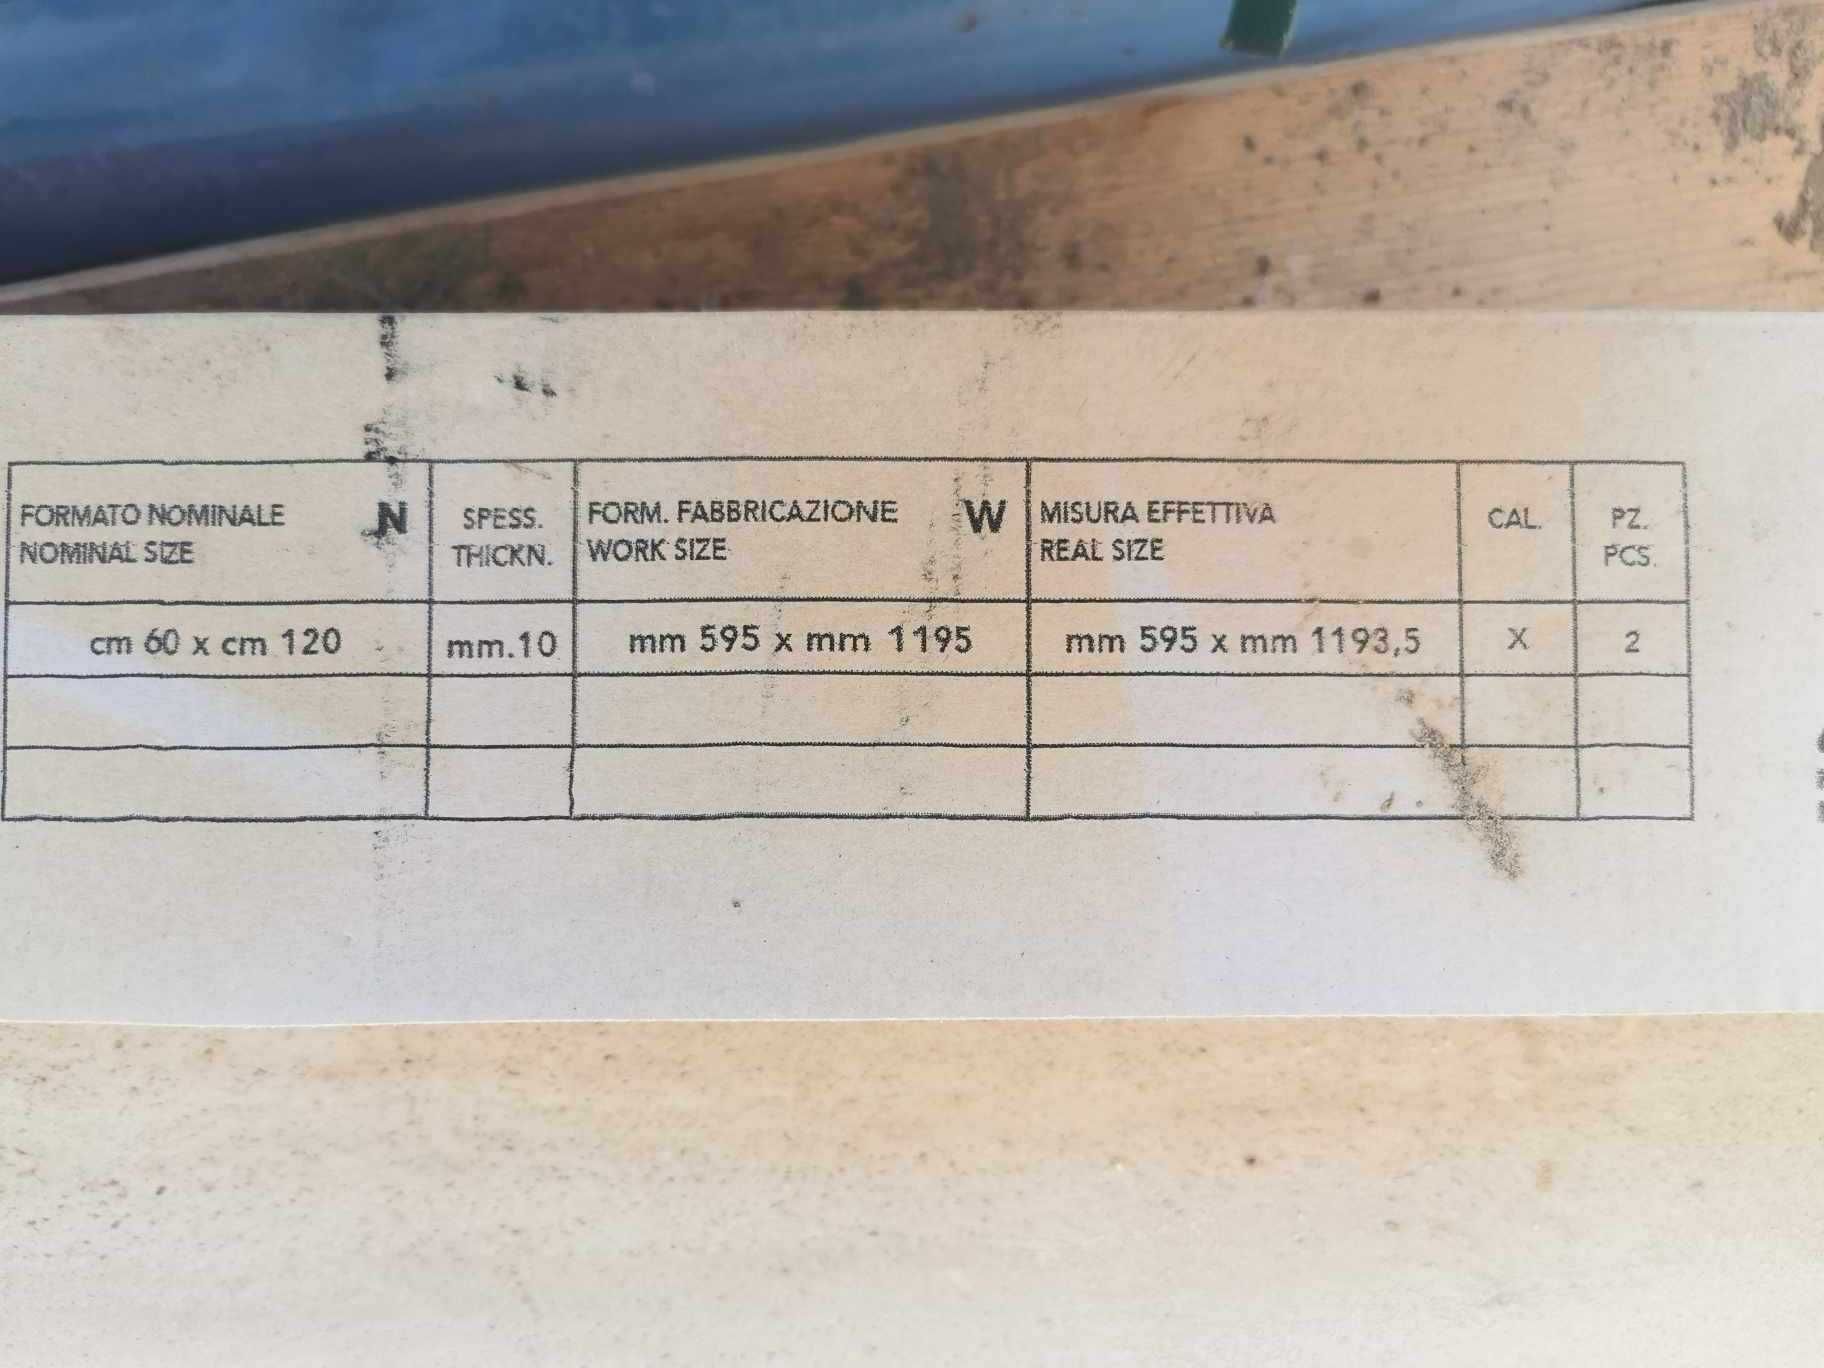 FORMATO NOMINALE N
NOMINAL SIZE
SPESS.
THICKN.
FORM. FABBRICAZIONE W
WORK SIZE
MISURA EFFETTIVA
REAL SIZE
CAL.
PZ.
PCS.
cm 60 x cm 120
mm.10
mm 595 x mm 1195
mm 595 x mm 1193,5
X
2